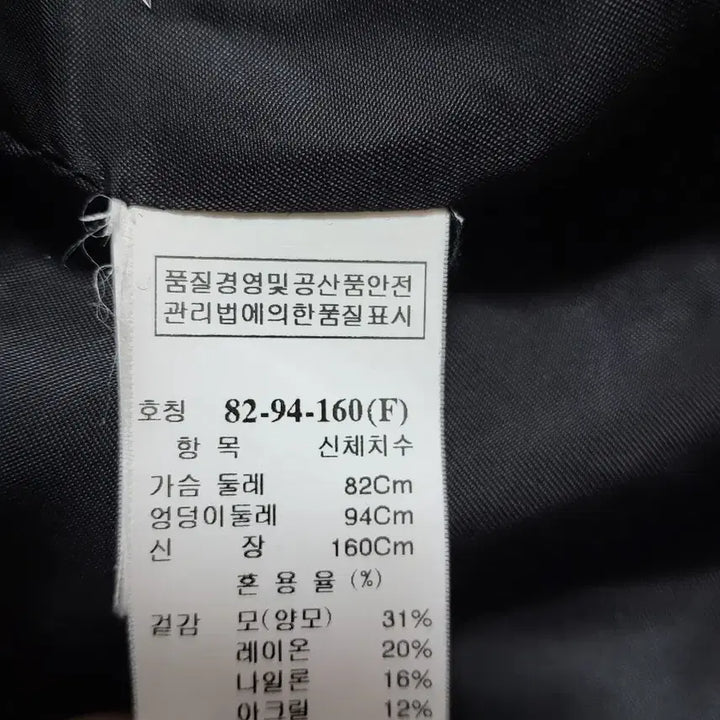 품질경영및공산품안전
관리법에의한품질표시
호칭 82-94-160(F)
항 목 신체치수
가슴 둘레 82Cm
엉덩이둘레 94Cm
신 장 160Cm
혼 용 율 (%)
겉감 모(양모) 31%
레이온 20%
나일론 16%
아크릴 12%